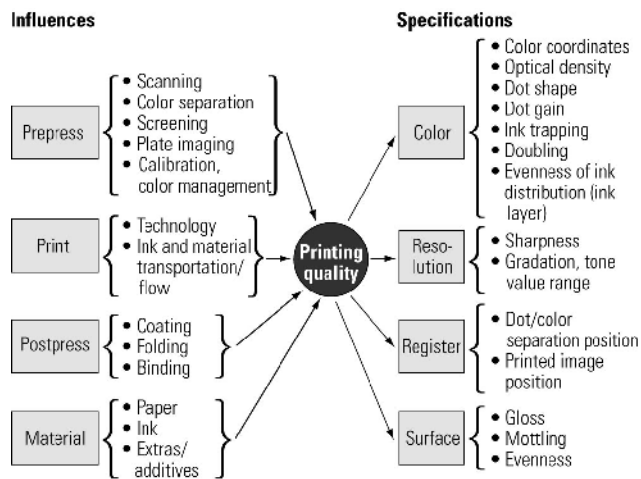 Influences
Prepress
• Scanning
• Color separation
• Screening
• Plate imaging
• Calibration,
color management
Print
• Technology
• Ink and material
transportation/
flow
Postpress
• Coating
• Folding
• Binding
Material
• Paper
• Ink
• Extras/
additives
Printing
quality
Specifications
Color
• Color coordinates
• Optical density
• Dot shape
• Dot gain
• Ink trapping
• Doubling
• Evenness of ink
distribution (ink
layer)
Reso-
lution
• Sharpness
• Gradation, tone
value range
Register
• Dot/color
separation position
• Printed image
position
Surface
• Gloss
• Mottling
• Evenness